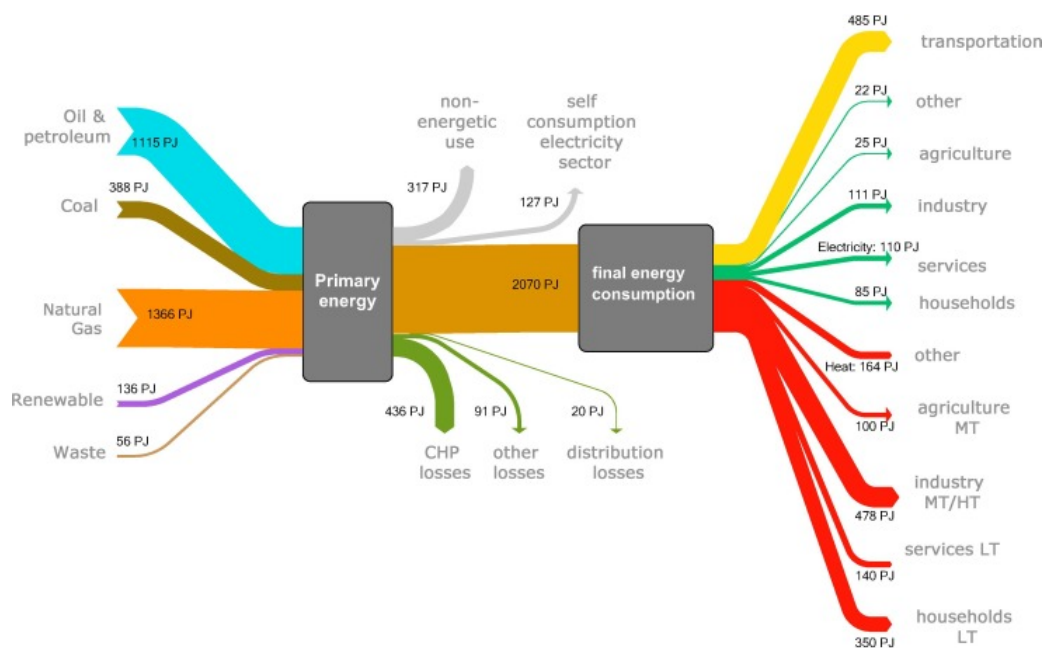 Oil &
petroleum
1115 PJ
388 PJ
Coal
Natural
Gas
1366 PJ
136 PJ
Renewable
56 PJ
Waste
Primary
energy
non-
energetic
use
317 PJ
self
consumption
electricity
sector
127 PJ
2070 PJ
436 PJ
CHP
losses
91 PJ
other
losses
20 PJ
distribution
losses
final energy
consumption
485 PJ
transportation
22 PJ
other
25 PJ
agriculture
111 PJ
industry
Electricity: 110 PJ
services
85 PJ
households
other
Heat: 164 PJ
agriculture
MT
100 PJ
industry
MT/HT
478 PJ
services LT
140 PJ
households
LT
350 PJ